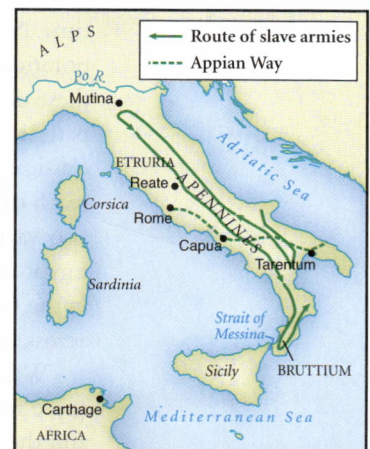 Route of slave armies
Appian Way
ALPS
Po R.
Mutina
Adriatic Sea
ETRURIA
APENNINES
Reate
Corsica
Rome
Capua
Tarentum
Sardinia
Strait of
Messina
Sicily
BRUTTIUM
Carthage
Mediterranean Sea
AFRICA